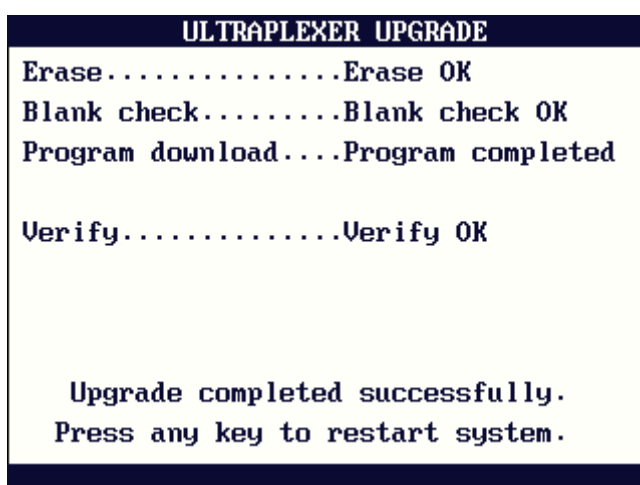 ULTRAPLEXER UPGRADE
Erase...............Erase OK
Blank check.........Blank check OK
Program download....Program completed
Verify..............Verify OK
Upgrade completed successfully.
Press any key to restart system.